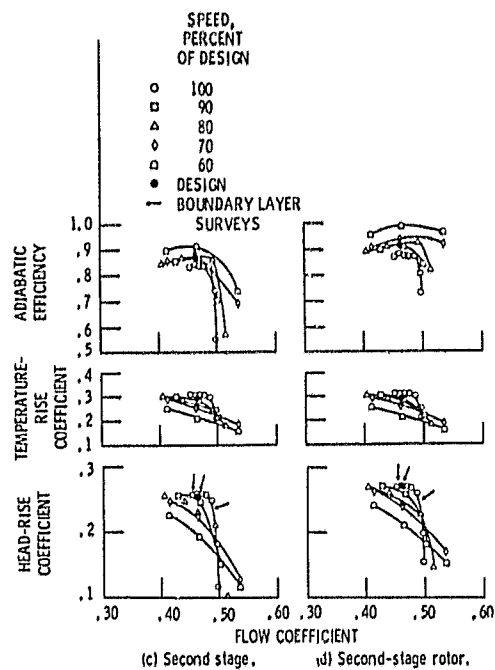 SPEED,
PERCENT
OF DESIGN
100
90
80
70
60
DESIGN
BOUNDARY LAYER
SURVEYS
ADIABATIC
EFFICIENCY
1.0
.9
.8
.7
.6
.5
TEMPERATURE-
RISE
COEFFICIENT
.4
.3
.2
.1
HEAD-RISE
COEFFICIENT
.3
.2
.1
.30 .40 .50 .60 .30 .40 .50 .60
FLOW COEFFICIENT
(c) Second stage.
(d) Second-stage rotor.